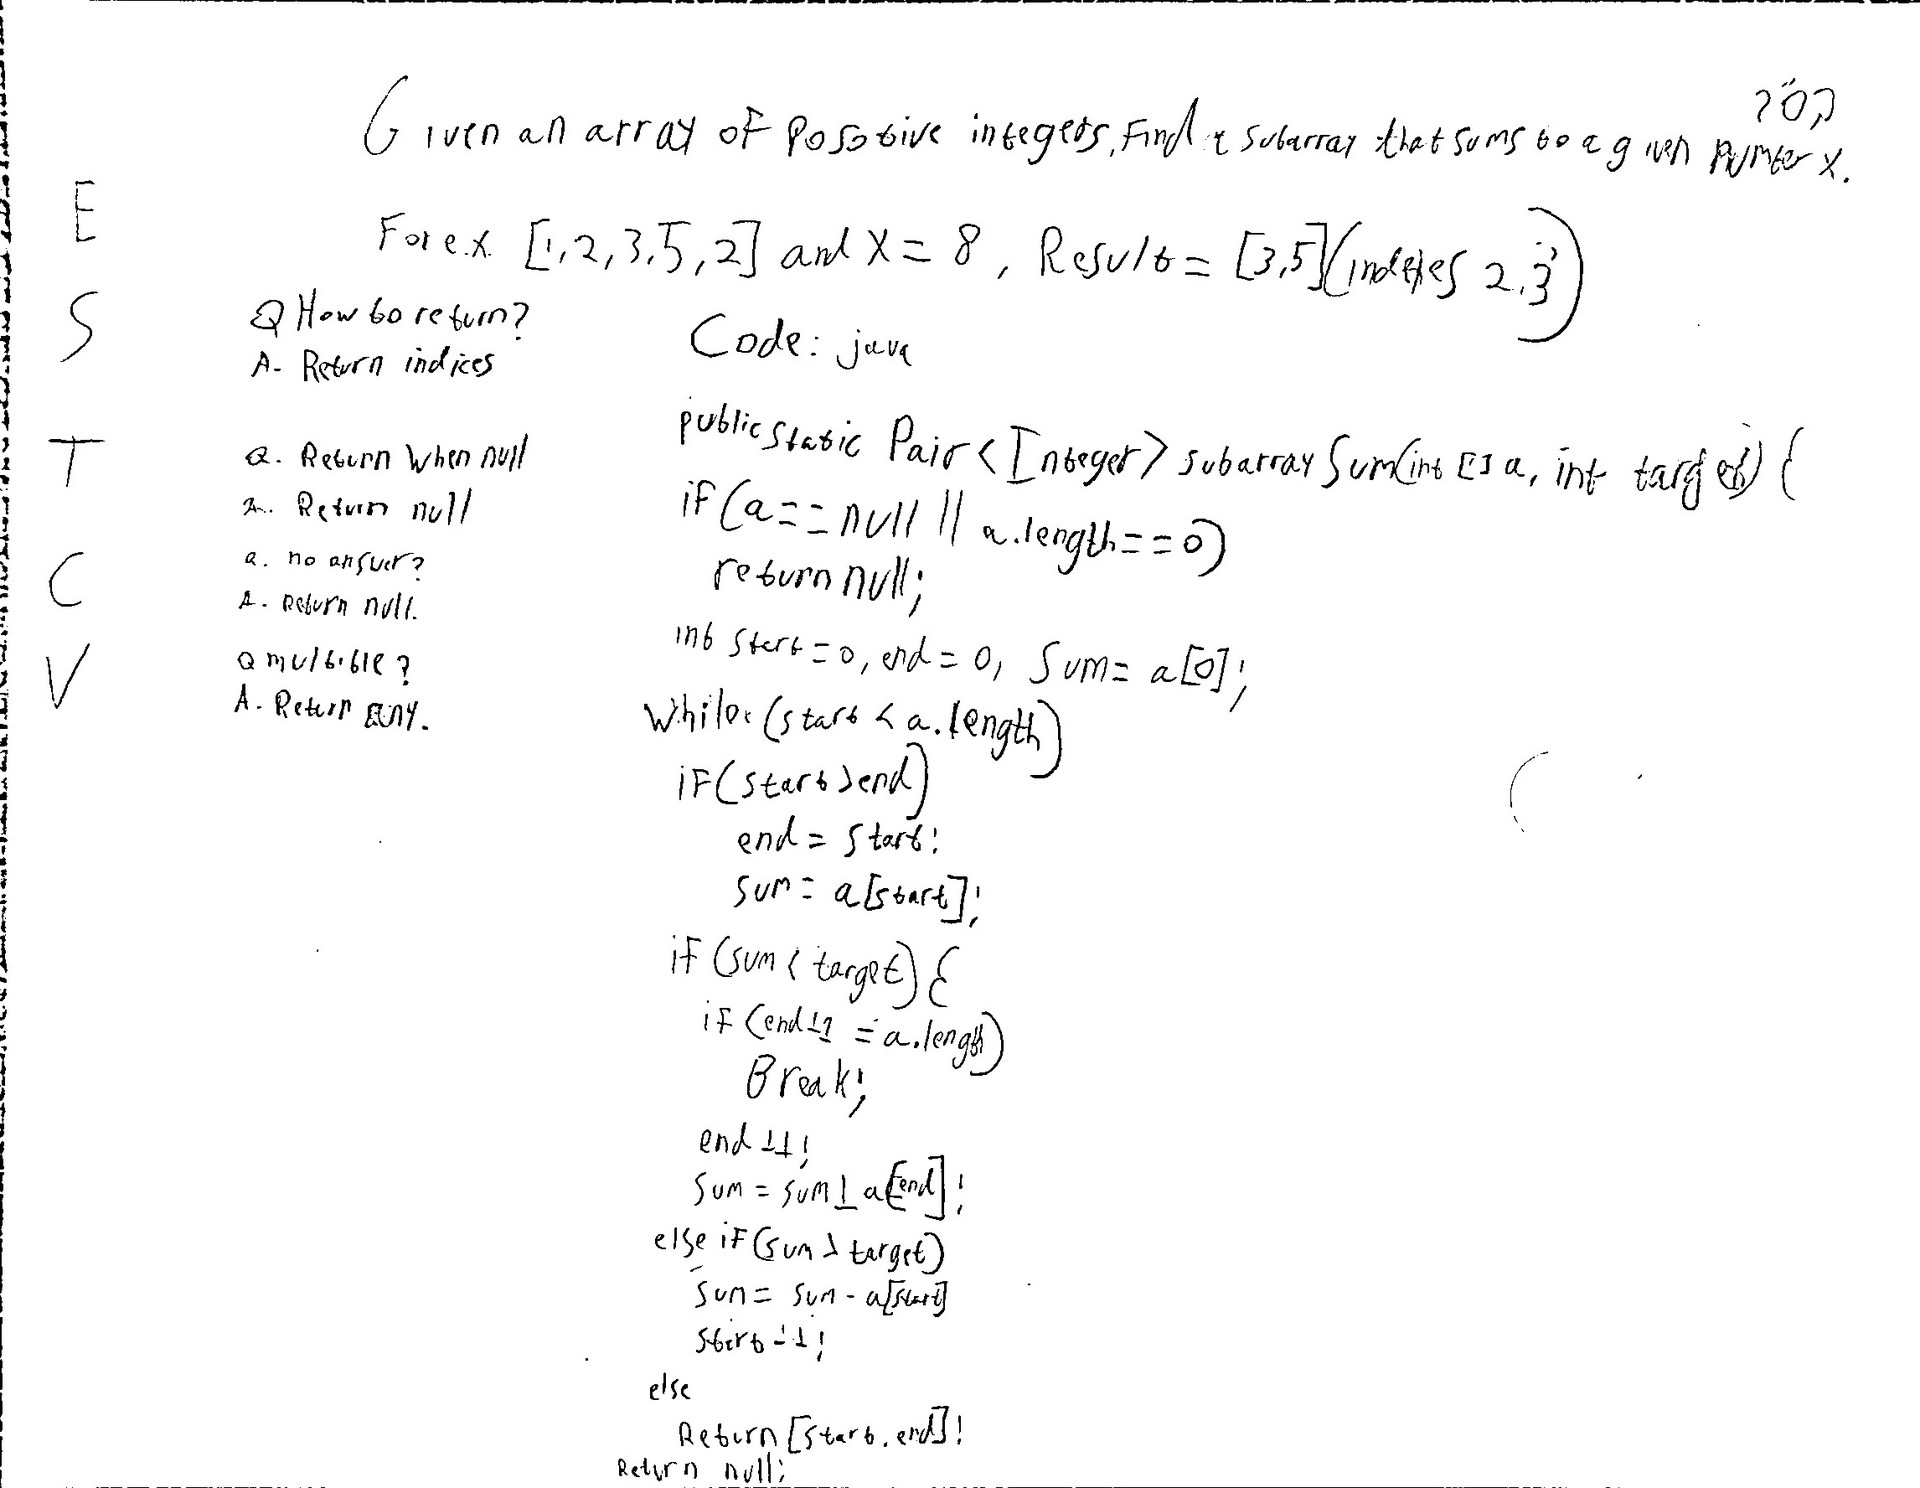 Given an array of Posotive integers, Find a subarray that sums to a given number x.
For ex. [1,2,3,5,2] and X = 8, Result = [3,5] (indexes 2,3)
E
S
T
C
V
Q How to return?
A- Return indices
Q. Return when null
A. Return null
Q. no answer?
A. Return null.
Q multible?
A. Return any.
Code: java
public static Pair<Integer> subarray Sum(int [] a, int target) {
if (a == null || a.length == 0)
return null;
int start = 0, end = 0, Sum = a[0];
while (start < a.length)
if (start > end)
end = start;
sum = a[start];
if (sum < target) {
if (end+1 = a.length)
Break;
end ++;
Sum = sum + a[end];
else if (sum > target)
sum = sum - a[start]
start ++;
else
Return [start, end];
Return null;